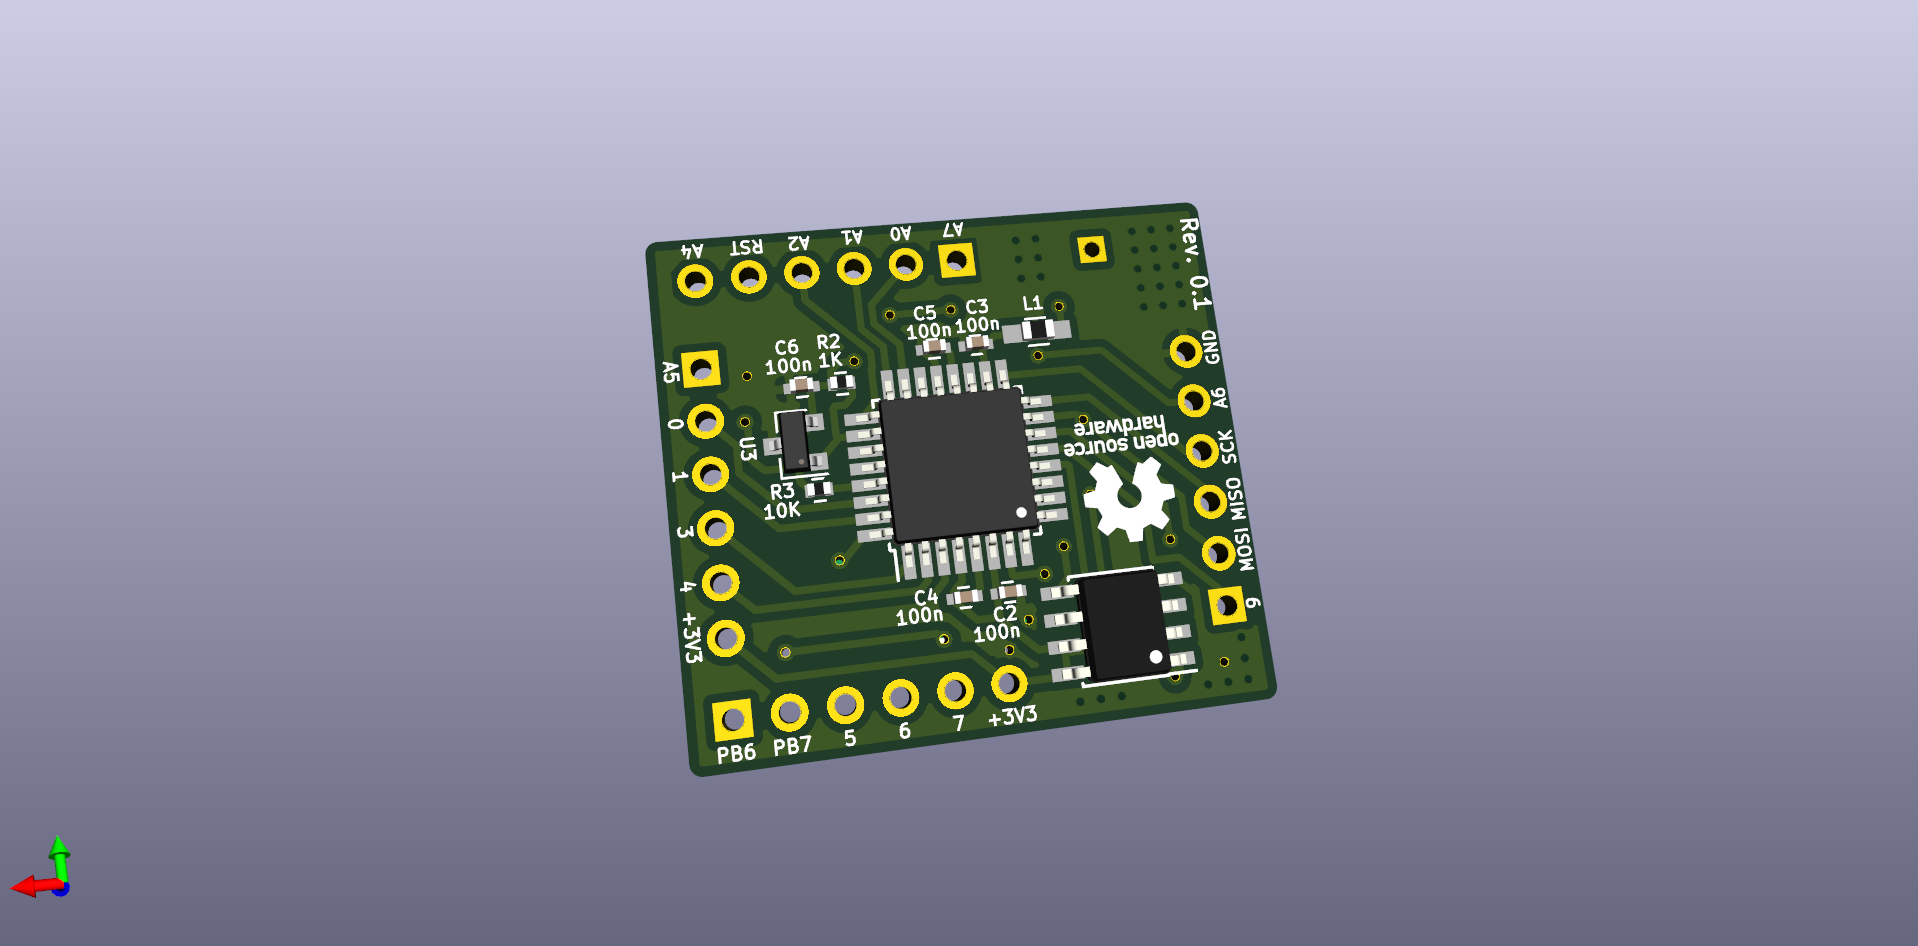 A4 RST A2 A1 A0 A7
Rev. 0.1
A5
0
1
3
4
+3V3
C5
100n
C3
100n
L1
C6
100n
R2
1K
U3
R3
10K
open source
hardware
GND
A6
SCK
MISO
MOSI
9
C4
100n
C2
100n
PB6 PB7 5 6 7 +3V3